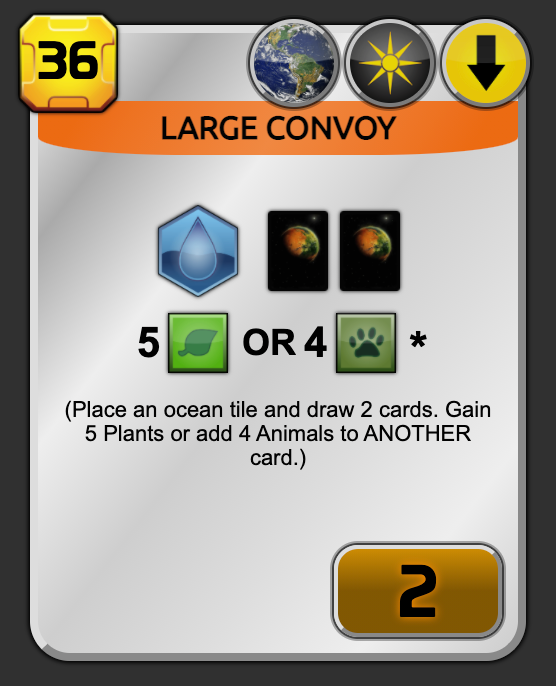 36
LARGE CONVOY
5 OR 4 *
(Place an ocean tile and draw 2 cards. Gain
5 Plants or add 4 Animals to ANOTHER
card.)
2